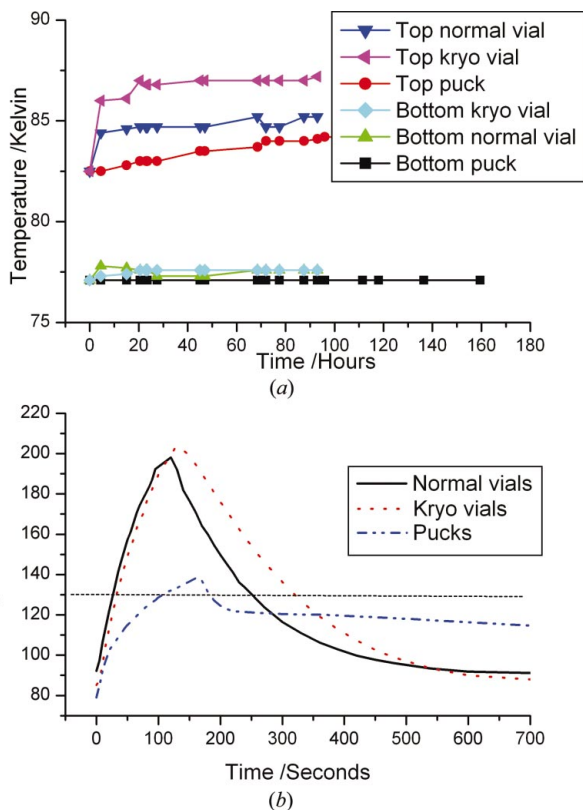 90
Top normal vial
Top kryo vial
Top puck
Bottom kryo vial
Bottom normal vial
Bottom puck
85
80
75
Temperature /Kelvin
0 20 40 60 80 100 120 140 160 180
Time /Hours
(a)
220
200
180
160
140
120
100
80
Normal vials
Kryo vials
Pucks
0 100 200 300 400 500 600 700
Time /Seconds
(b)